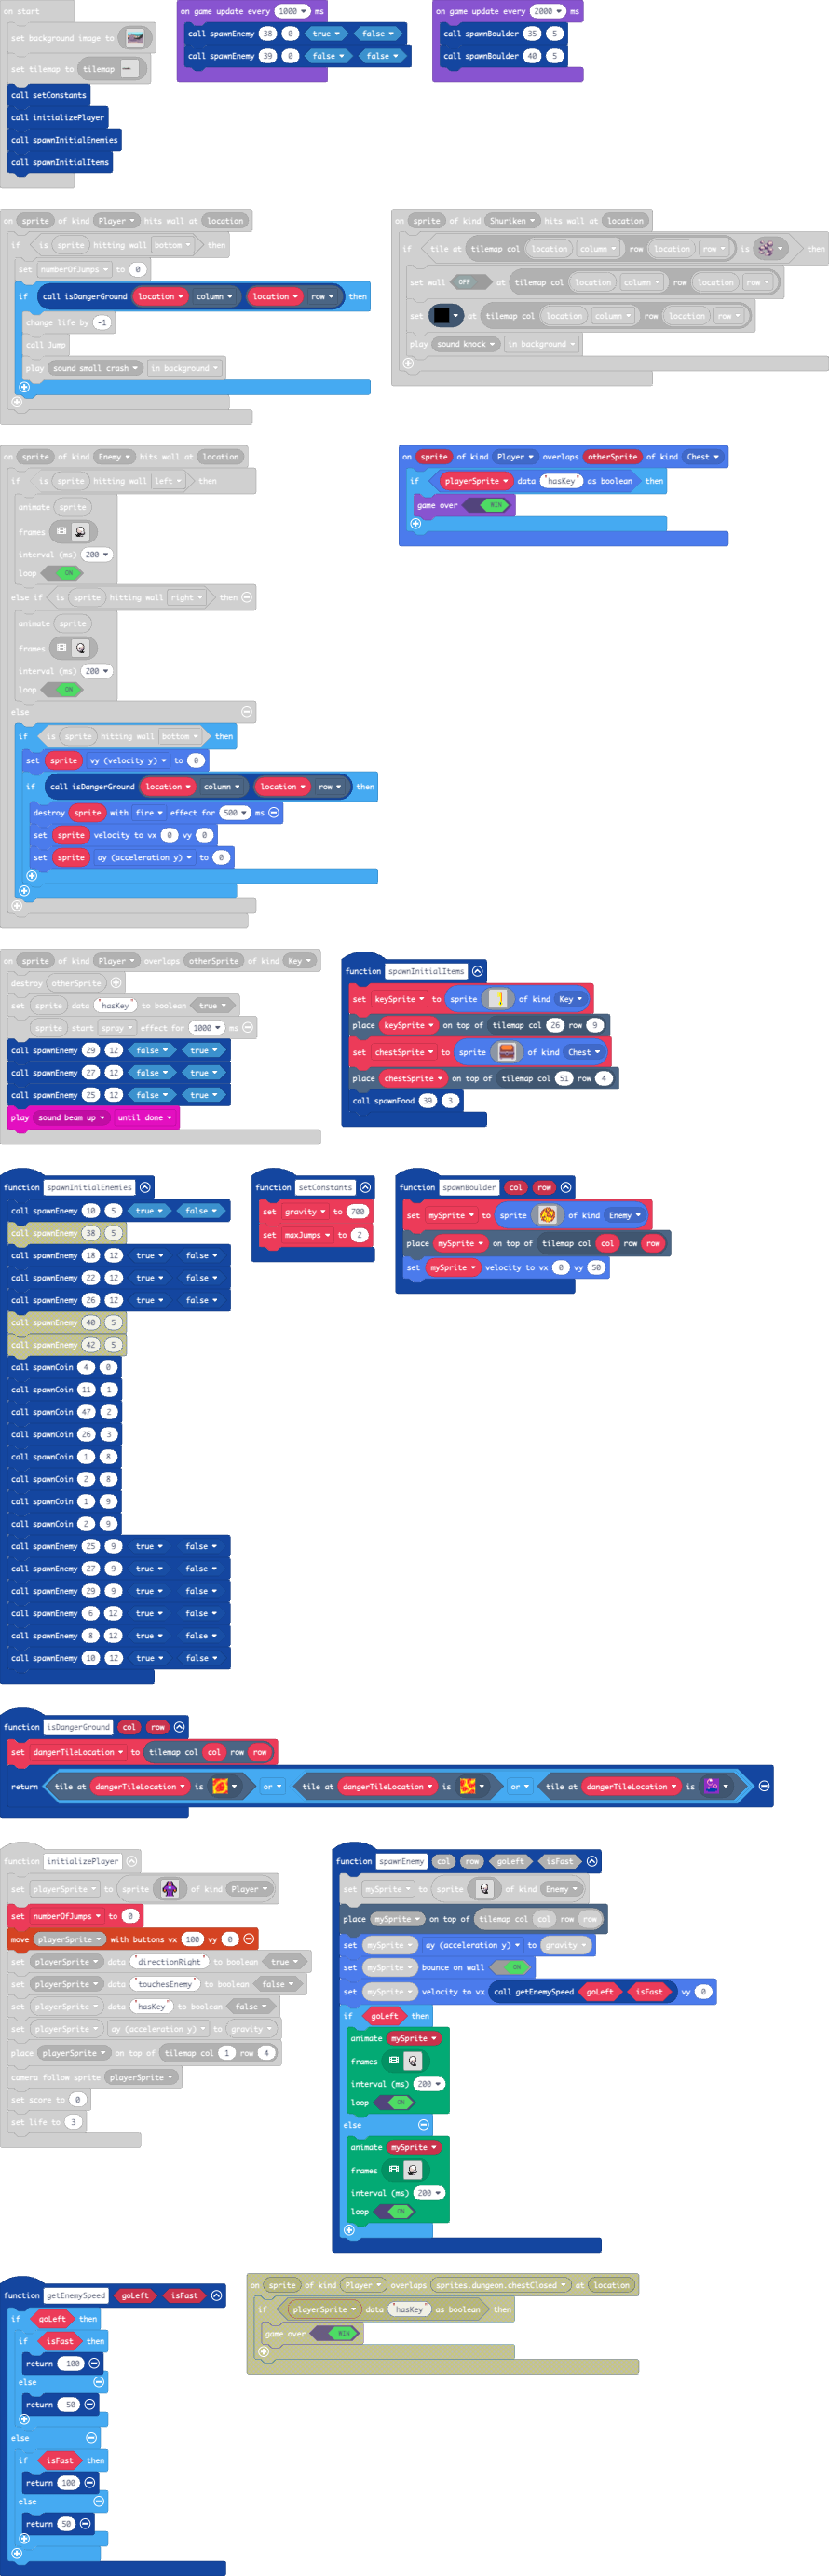 on start
set background image to
set tilemap to tilemap
call setConstants
call initializePlayer
call spawnInitialEnemies
call spawnInitialItems
on game update every 1000 ms
call spawnEnemy 38 0 true false
call spawnEnemy 39 0 false false
on game update every 2000 ms
call spawnBoulder 35 5
call spawnBoulder 40 5
on sprite of kind Player hits wall at location
if is sprite hitting wall bottom then
set numberOfJumps to 0
if call isDangerGround location column location row then
change life by -1
call Jump
play sound small crash in background
on sprite of kind Shuriken hits wall at location
if tile at tilemap col location column row location row is then
set wall OFF at tilemap col location column row location row
set at tilemap col location column row location row
play sound knock in background
on sprite of kind Enemy hits wall at location
if is sprite hitting wall left then
animate sprite
frames
interval (ms) 200
loop ON
else if is sprite hitting wall right then
animate sprite
frames
interval (ms) 200
loop ON
else
if is sprite hitting wall bottom then
set sprite vy (velocity y) to 0
if call isDangerGround location column location row then
destroy sprite with fire effect for 500 ms
set sprite velocity to vx 0 vy 0
set sprite ay (acceleration y) to 0
on sprite of kind Player overlaps otherSprite of kind Chest
if playerSprite data "hasKey" as boolean then
game over WIN
on sprite of kind Player overlaps otherSprite of kind Key
destroy otherSprite
set sprite data "hasKey" to boolean true
sprite start spray effect for 1000 ms
call spawnEnemy 29 12 false true
call spawnEnemy 27 12 false true
call spawnEnemy 25 12 false true
play sound beam up until done
function spawnInitialItems
set keySprite to sprite of kind Key
place keySprite on top of tilemap col 26 row 9
set chestSprite to sprite of kind Chest
place chestSprite on top of tilemap col 51 row 4
call spawnFood 39 3
function spawnInitialEnemies
call spawnEnemy 10 5 true false
call spawnEnemy 38 5
call spawnEnemy 18 12 true false
call spawnEnemy 22 12 true false
call spawnEnemy 26 12 true false
call spawnEnemy 40 5
call spawnEnemy 42 5
call spawnCoin 4 0
call spawnCoin 11 1
call spawnCoin 47 2
call spawnCoin 26 3
call spawnCoin 1 8
call spawnCoin 2 8
call spawnCoin 1 9
call spawnCoin 2 9
call spawnEnemy 25 9 true false
call spawnEnemy 27 9 true false
call spawnEnemy 29 9 true false
call spawnEnemy 6 12 true false
call spawnEnemy 8 12 true false
call spawnEnemy 10 12 true false
function setConstants
set gravity to 700
set maxJumps to 2
function spawnBoulder col row
set mySprite to sprite of kind Enemy
place mySprite on top of tilemap col col row row
set mySprite velocity to vx 0 vy 50
function isDangerGround col row
set dangerTileLocation to tilemap col col row row
return tile at dangerTileLocation is or tile at dangerTileLocation is or tile at dangerTileLocation is
function initializePlayer
set playerSprite to sprite of kind Player
set numberOfJumps to 0
move playerSprite with buttons vx 100 vy 0
set playerSprite data "directionRight" to boolean true
set playerSprite data "touchesEnemy" to boolean false
set playerSprite data "hasKey" to boolean false
set playerSprite ay (acceleration y) to gravity
place playerSprite on top of tilemap col 1 row 4
camera follow sprite playerSprite
set score to 0
set life to 3
function spawnEnemy col row goLeft isFast
set mySprite to sprite of kind Enemy
place mySprite on top of tilemap col col row row
set mySprite ay (acceleration y) to gravity
set mySprite bounce on wall ON
set mySprite velocity to vx call getEnemySpeed goLeft isFast vy 0
if goLeft then
animate mySprite
frames
interval (ms) 200
loop ON
else
animate mySprite
frames
interval (ms) 200
loop ON
function getEnemySpeed goLeft isFast
if goLeft then
if isFast then
return -100
else
return -50
else
if isFast then
return 100
else
return 50
on sprite of kind Player overlaps sprites.dungeon.chestClosed at location
if playerSprite data "hasKey" as boolean then
game over WIN